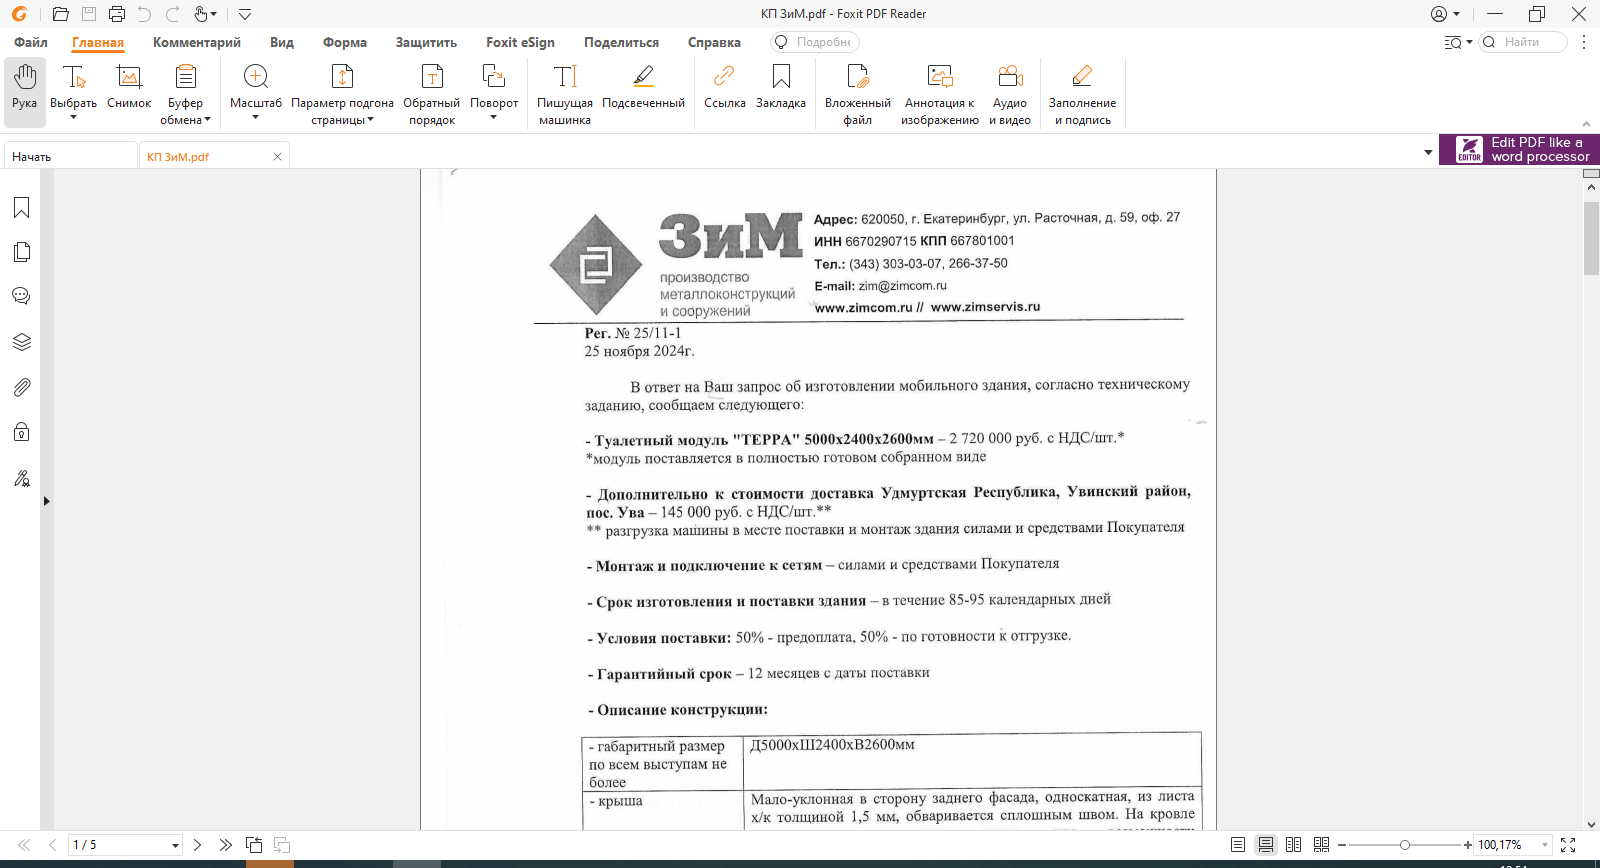 КП ЗиМ.pdf - Foxit PDF Reader
Файл Главная Комментарий Вид Форма Защитить Foxit eSign Поделиться Справка Подробне Найти
Рука
Выбрать
Снимок
Буфер
обмена
Масштаб
Параметр подгона
страницы
Обратный
порядок
Поворот
Пишущая
машинка
Подсвеченный
Ссылка
Закладка
Вложенный
файл
Аннотация к
изображению
Аудио
и видео
Заполнение
и подпись
Начать
КП ЗиМ.pdf
EDITOR
Edit PDF like a
word processor
ЗиМ
производство
металлоконструкций
и сооружений
Адрес: 620050, г. Екатеринбург, ул. Расточная, д. 59, оф. 27
ИНН 6670290715 КПП 667801001
Тел.: (343) 303-03-07, 266-37-50
E-mail: zim@zimcom.ru
www.zimcom.ru // www.zimservis.ru
Рег. № 25/11-1
25 ноября 2024г.
В ответ на Ваш запрос об изготовлении мобильного здания, согласно техническому
заданию, сообщаем следующего:
- Туалетный модуль "ТЕРРА" 5000х2400х2600мм – 2 720 000 руб. с НДС/шт.*
*модуль поставляется в полностью готовом собранном виде
- Дополнительно к стоимости доставка Удмуртская Республика, Увинский район,
пос. Ува – 145 000 руб. с НДС/шт.**
** разгрузка машины в месте поставки и монтаж здания силами и средствами Покупателя
- Монтаж и подключение к сетям – силами и средствами Покупателя
- Срок изготовления и поставки здания – в течение 85-95 календарных дней
- Условия поставки: 50% - предоплата, 50% - по готовности к отгрузке.
- Гарантийный срок – 12 месяцев с даты поставки
- Описание конструкции:
- габаритный размер
по всем выступам не
более
Д5000хШ2400хВ2600мм
- крыша
Мало-уклонная в сторону заднего фасада, односкатная, из листа
х/к толщиной 1,5 мм, обваривается сплошным швом. На кровле
1 / 5
100,17%